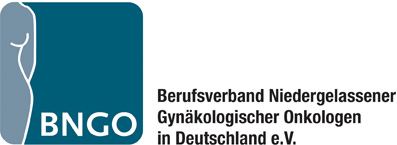 BNGO
Berufsverband Niedergelassener
Gynäkologischer Onkologen
in Deutschland e.V.